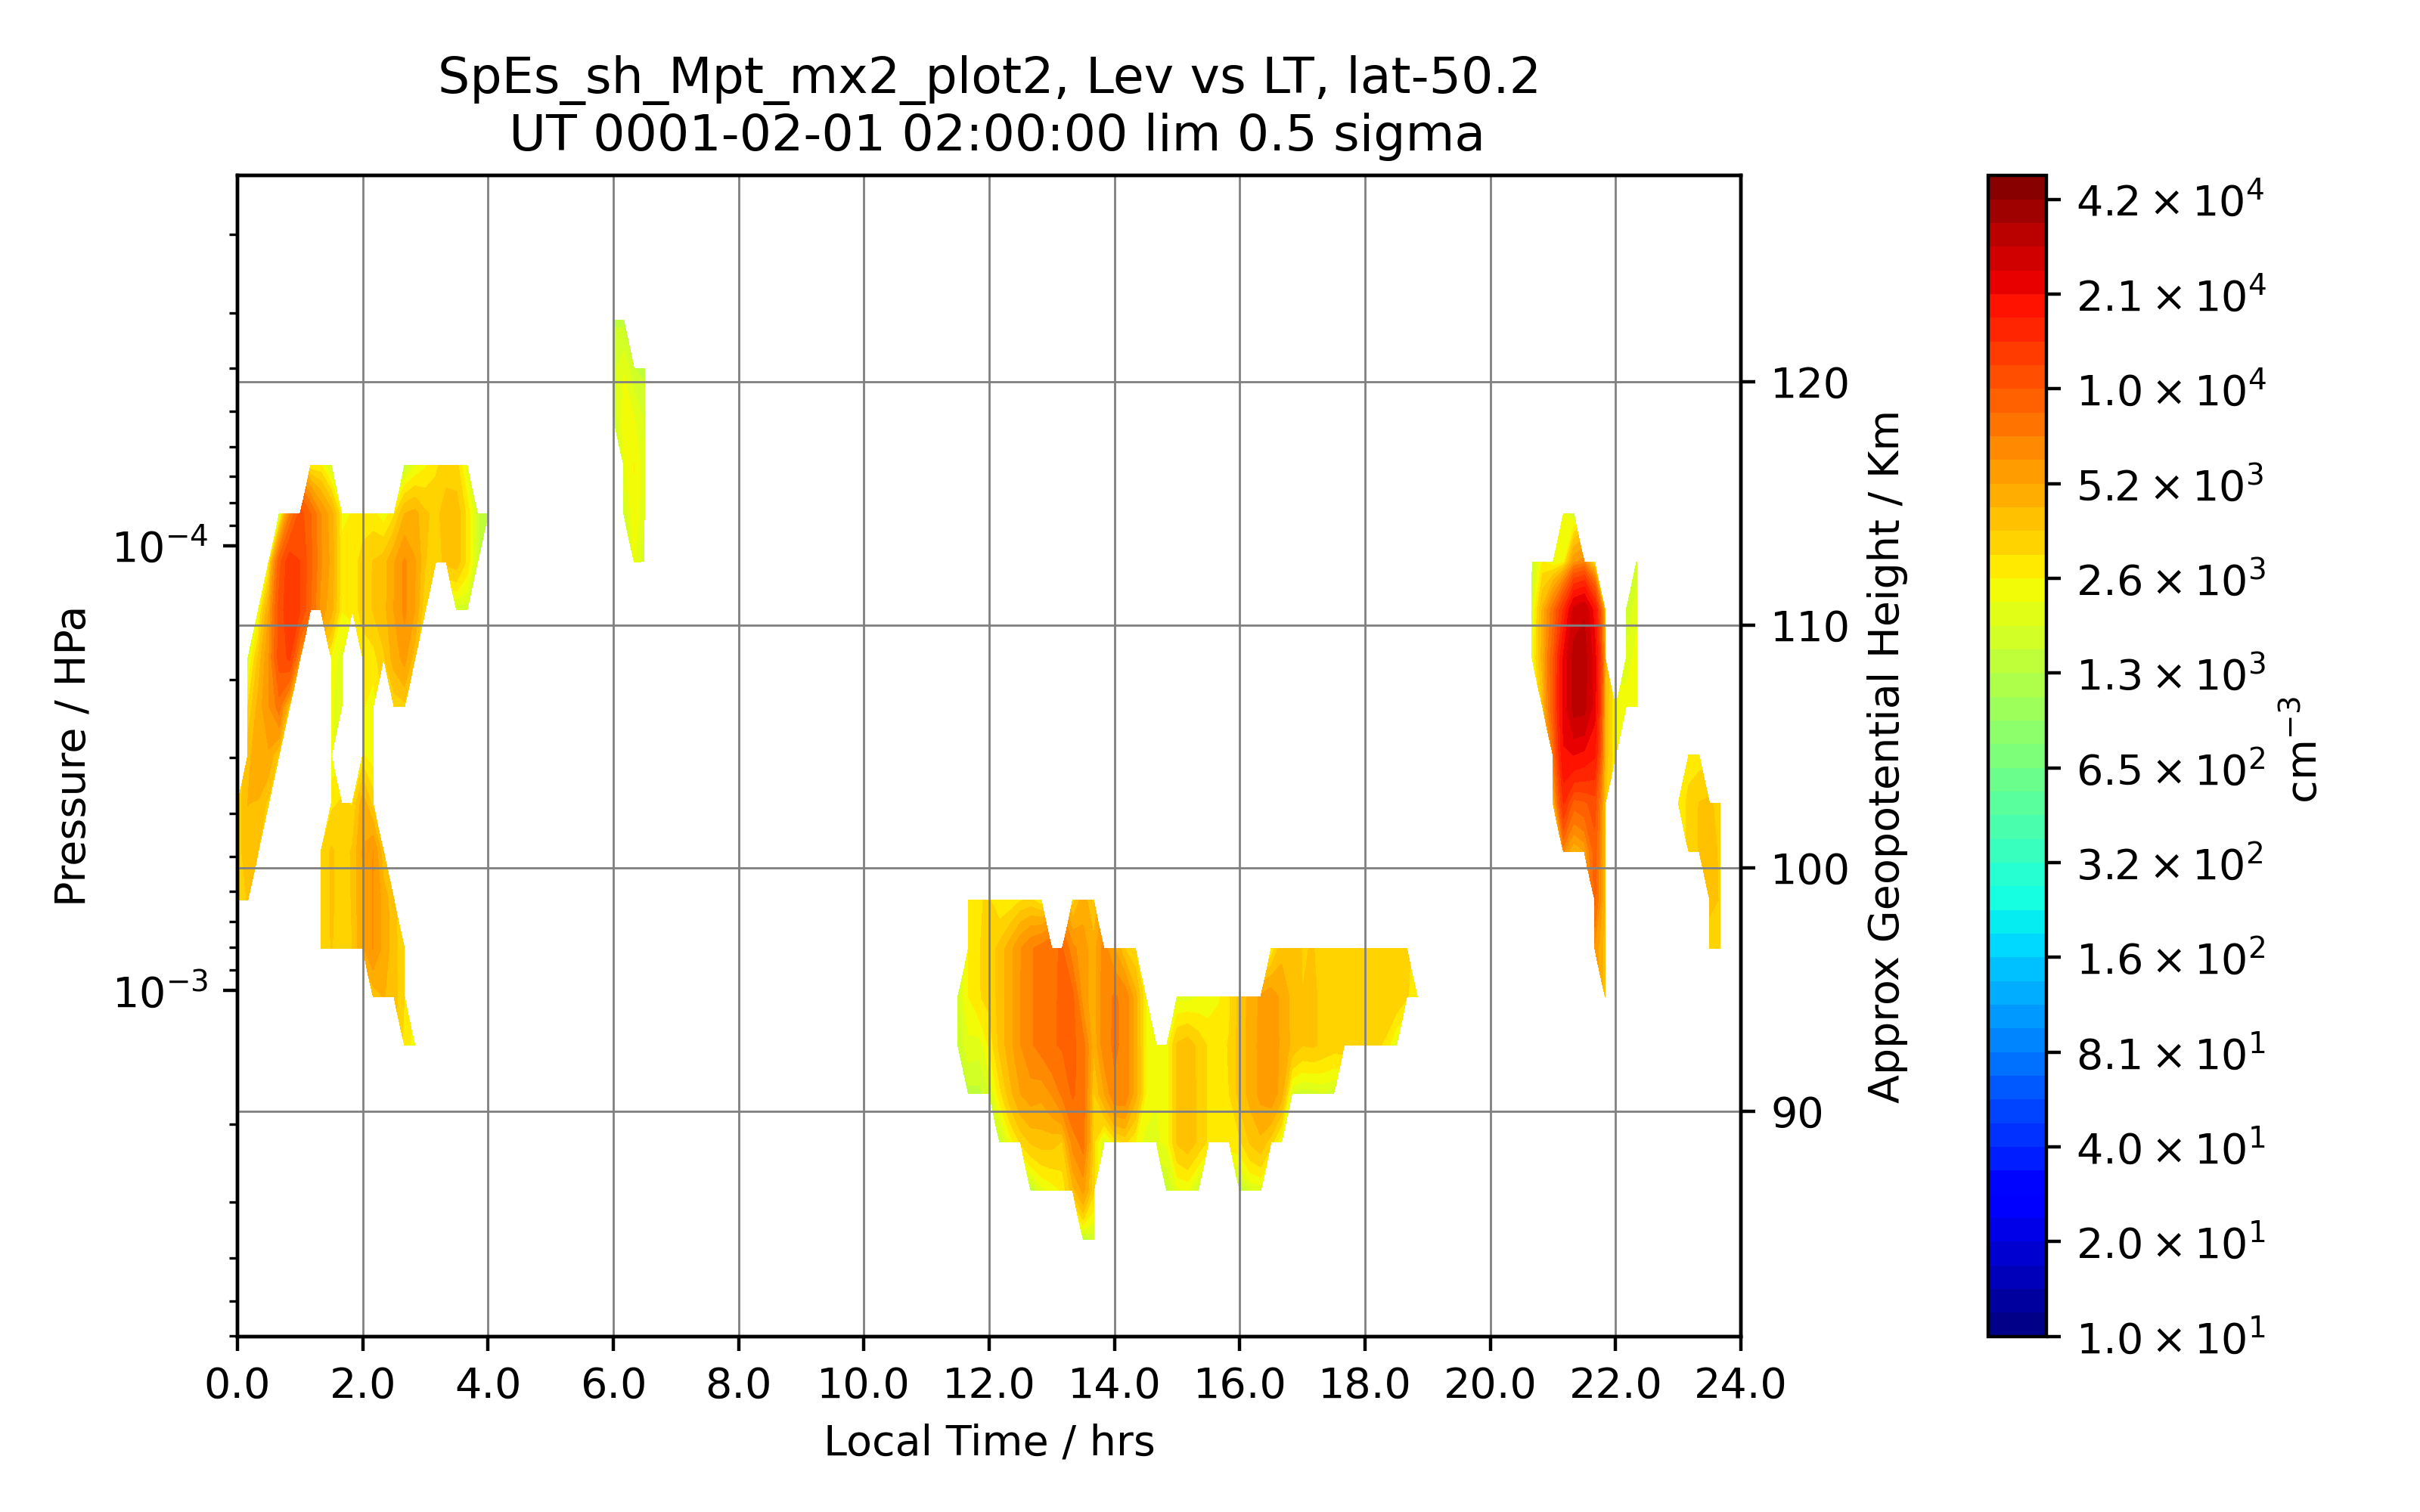 SpEs_sh_Mpt_mx2_plot2, Lev vs LT, lat-50.2
UT 0001-02-01 02:00:00 lim 0.5 sigma
Pressure / HPa
10⁻⁴
10⁻³
0.0 2.0 4.0 6.0 8.0 10.0 12.0 14.0 16.0 18.0 20.0 22.0 24.0
Local Time / hrs
120
110
100
90
Approx Geopotential Height / Km
4.2 × 10⁴
2.1 × 10⁴
1.0 × 10⁴
5.2 × 10³
2.6 × 10³
1.3 × 10³
6.5 × 10²
3.2 × 10²
1.6 × 10²
8.1 × 10¹
4.0 × 10¹
2.0 × 10¹
1.0 × 10¹
cm⁻³